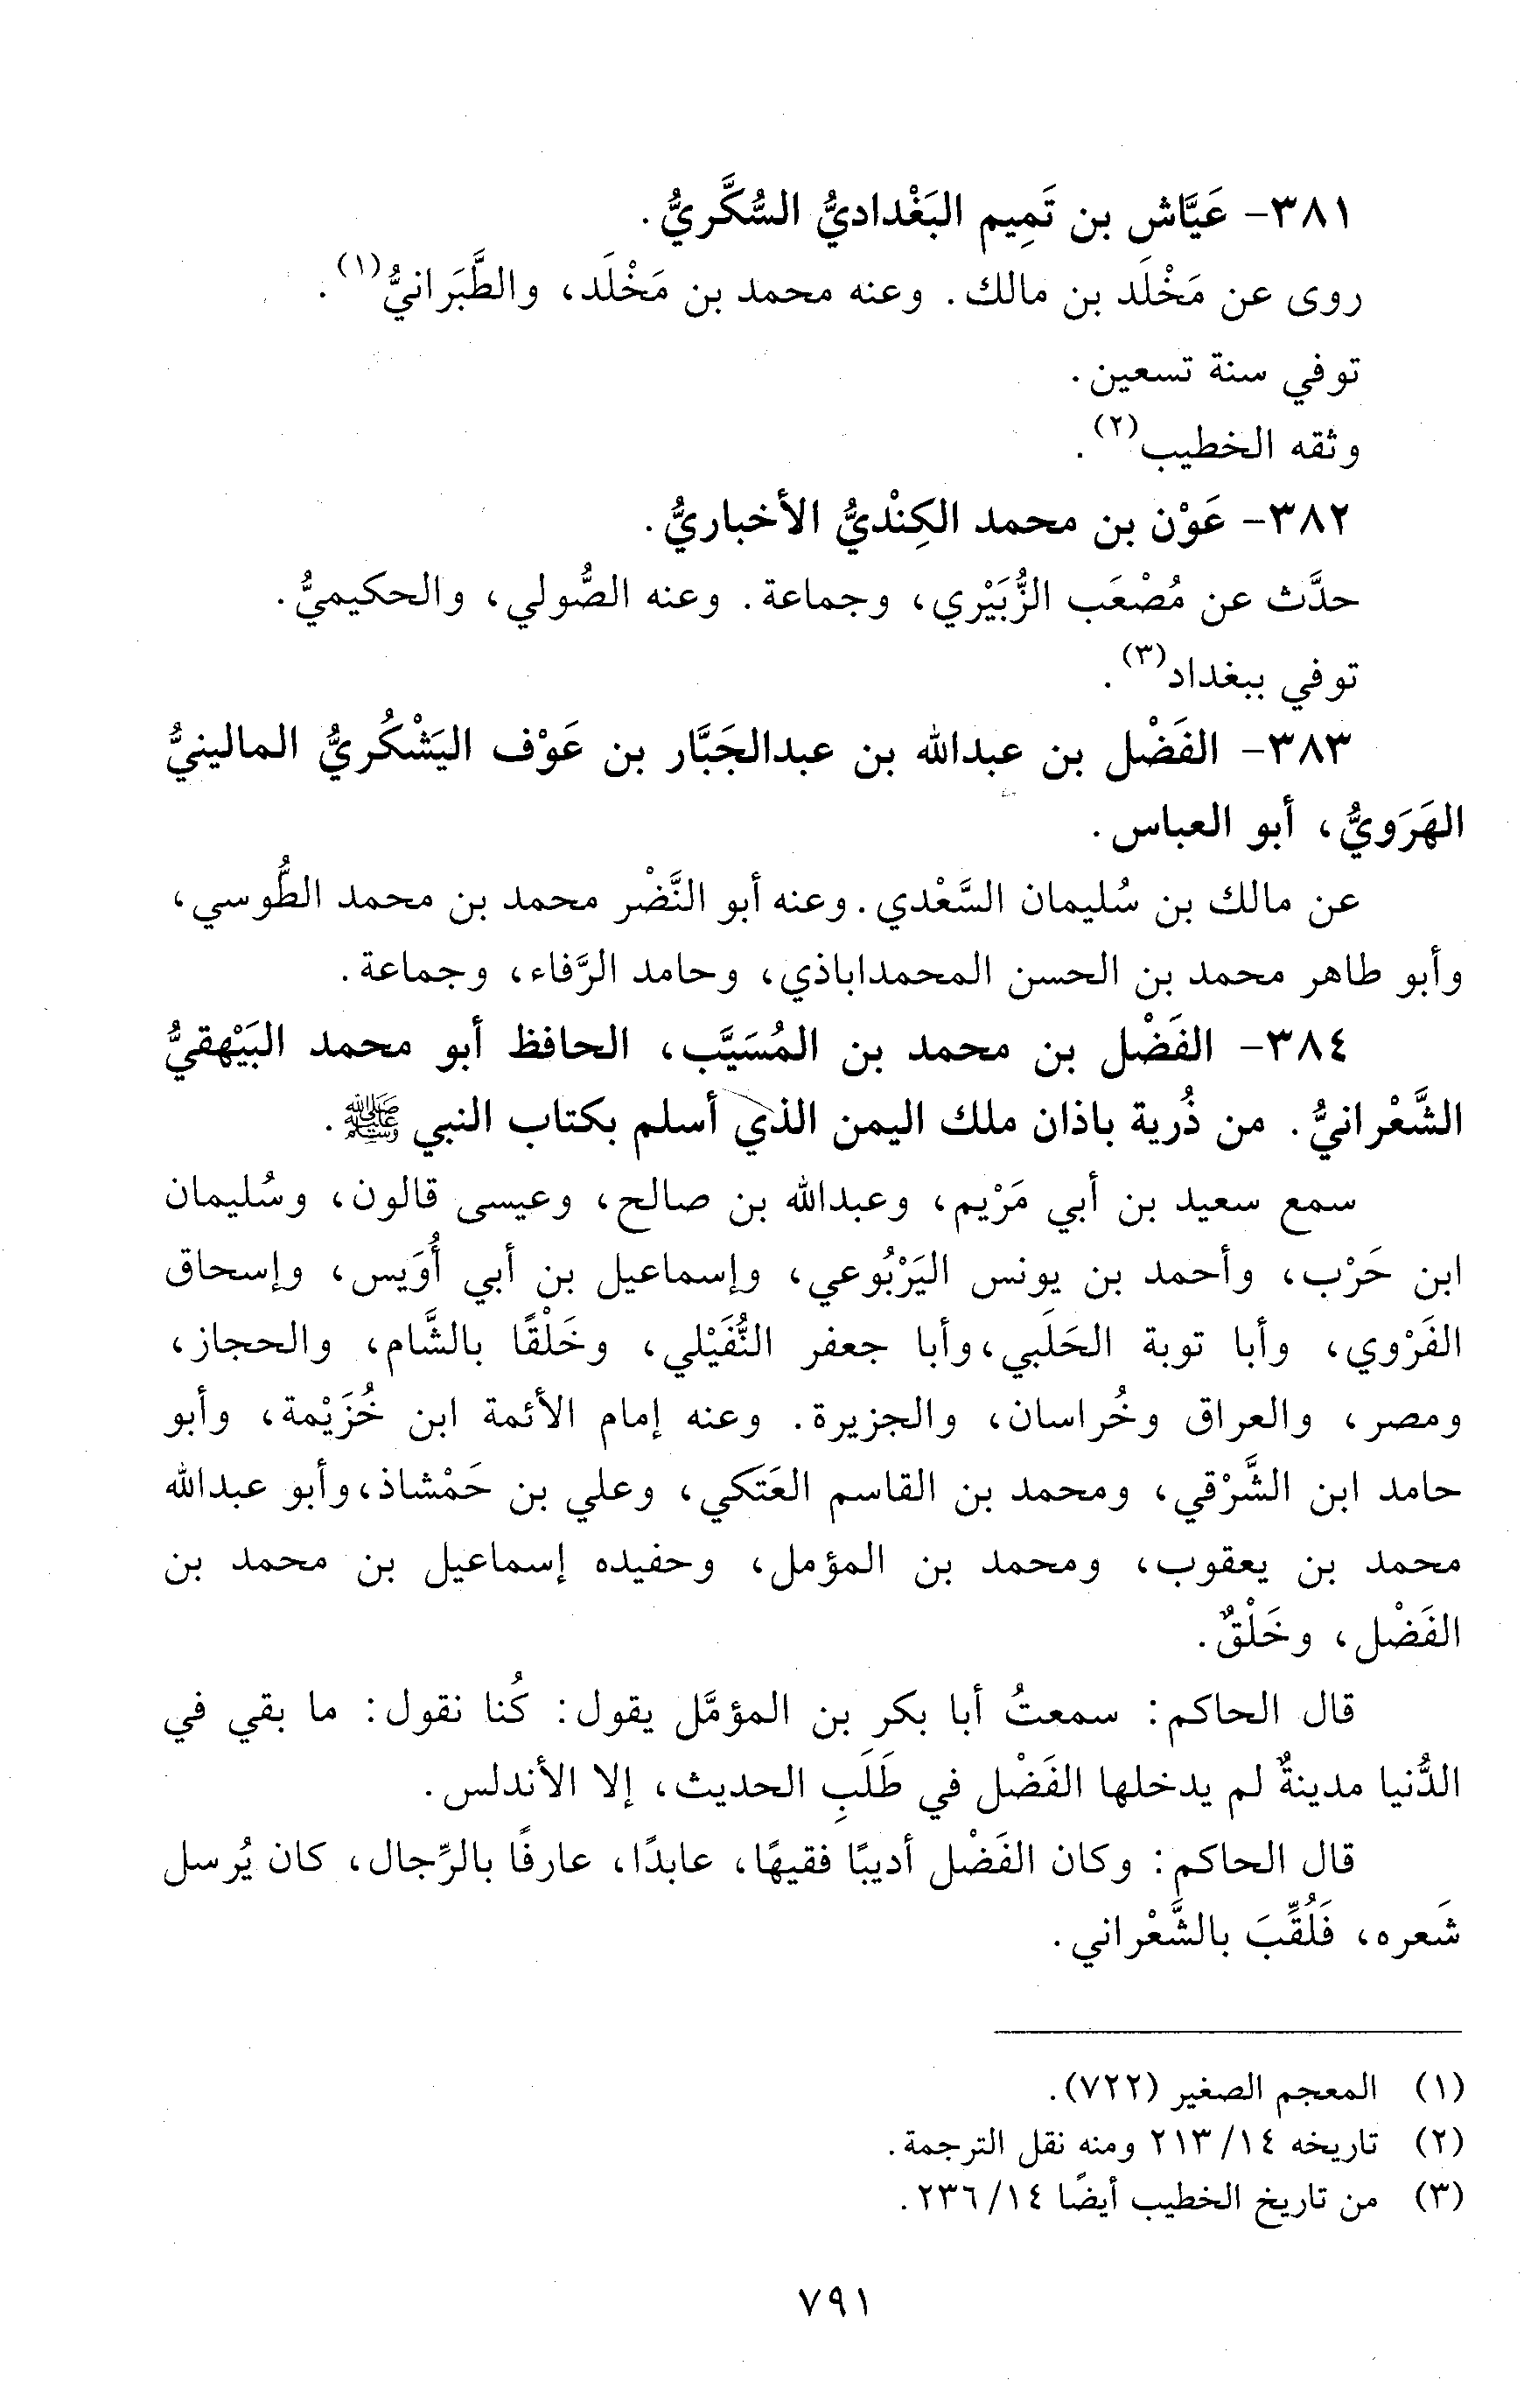 ٣٨١- عَيَّاش بن تَمِيم البَغْداديُّ السُّكَّريُّ.
روى عن مَخْلَد بن مالك. وعنه محمد بن مَخْلَد، والطَّبَرانيُّ(١).
توفي سنة تسعين.
وثقه الخطيب(٢).
٣٨٢- عَوْن بن محمد الكِنْديُّ الأخباريُّ.
حدَّث عن مُصْعَب الزُّبَيْري، وجماعة. وعنه الصُّولي، والحكيميُّ.
توفي ببغداد(٣).
٣٨٣- الفَضْل بن عبدالله بن عبدالجَبَّار بن عَوْف اليَشْكُريُّ المالينيُّ
الهَرَويُّ، أبو العباس.
عن مالك بن سُليمان السَّعْدي. وعنه أبو النَّضْر محمد بن محمد الطُّوسي،
وأبو طاهر محمد بن الحسن المحمداباذي، وحامد الرَّفاء، وجماعة.
٣٨٤- الفَضْل بن محمد بن المُسَيَّب، الحافظ أبو محمد البَيْهقيُّ
الشَّعْرانيُّ. من ذُرية باذان ملك اليمن الذي أسلم بكتاب النبي ﷺ.
سمع سعيد بن أبي مَرْيم، وعبدالله بن صالح، وعيسى قالون، وسُليمان
ابن حَرْب، وأحمد بن يونس اليَرْبُوعي، وإسماعيل بن أبي أُوَيس، وإسحاق
الفَرْوي، وأبا توبة الحَلَبي، وأبا جعفر النُّفَيْلي، وخَلْقًا بالشَّام، والحجاز،
ومصر، والعراق وخُراسان، والجزيرة. وعنه إمام الأئمة ابن خُزَيْمة، وأبو
حامد ابن الشَّرْقي، ومحمد بن القاسم العَتَكي، وعلي بن حَمْشاذ، وأبو عبدالله
محمد بن يعقوب، ومحمد بن المؤمل، وحفيده إسماعيل بن محمد بن
الفَضْل، وخَلْقٌ.
قال الحاكم: سمعتُ أبا بكر بن المؤمَّل يقول: كُنا نقول: ما بقي في
الدُّنيا مدينةٌ لم يدخلها الفَضْل في طَلَبِ الحديث، إلا الأندلس.
قال الحاكم: وكان الفَضْل أديبًا فقيهًا، عابدًا، عارفًا بالرِّجال، كان يُرسل
شَعره، فَلُقِّبَ بالشَّعْراني.
(١) المعجم الصغير (٧٢٢).
(٢) تاريخه ١٤/ ٢١٣ ومنه نقل الترجمة.
(٣) من تاريخ الخطيب أيضًا ١٤/ ٢٣٦.
٧٩١